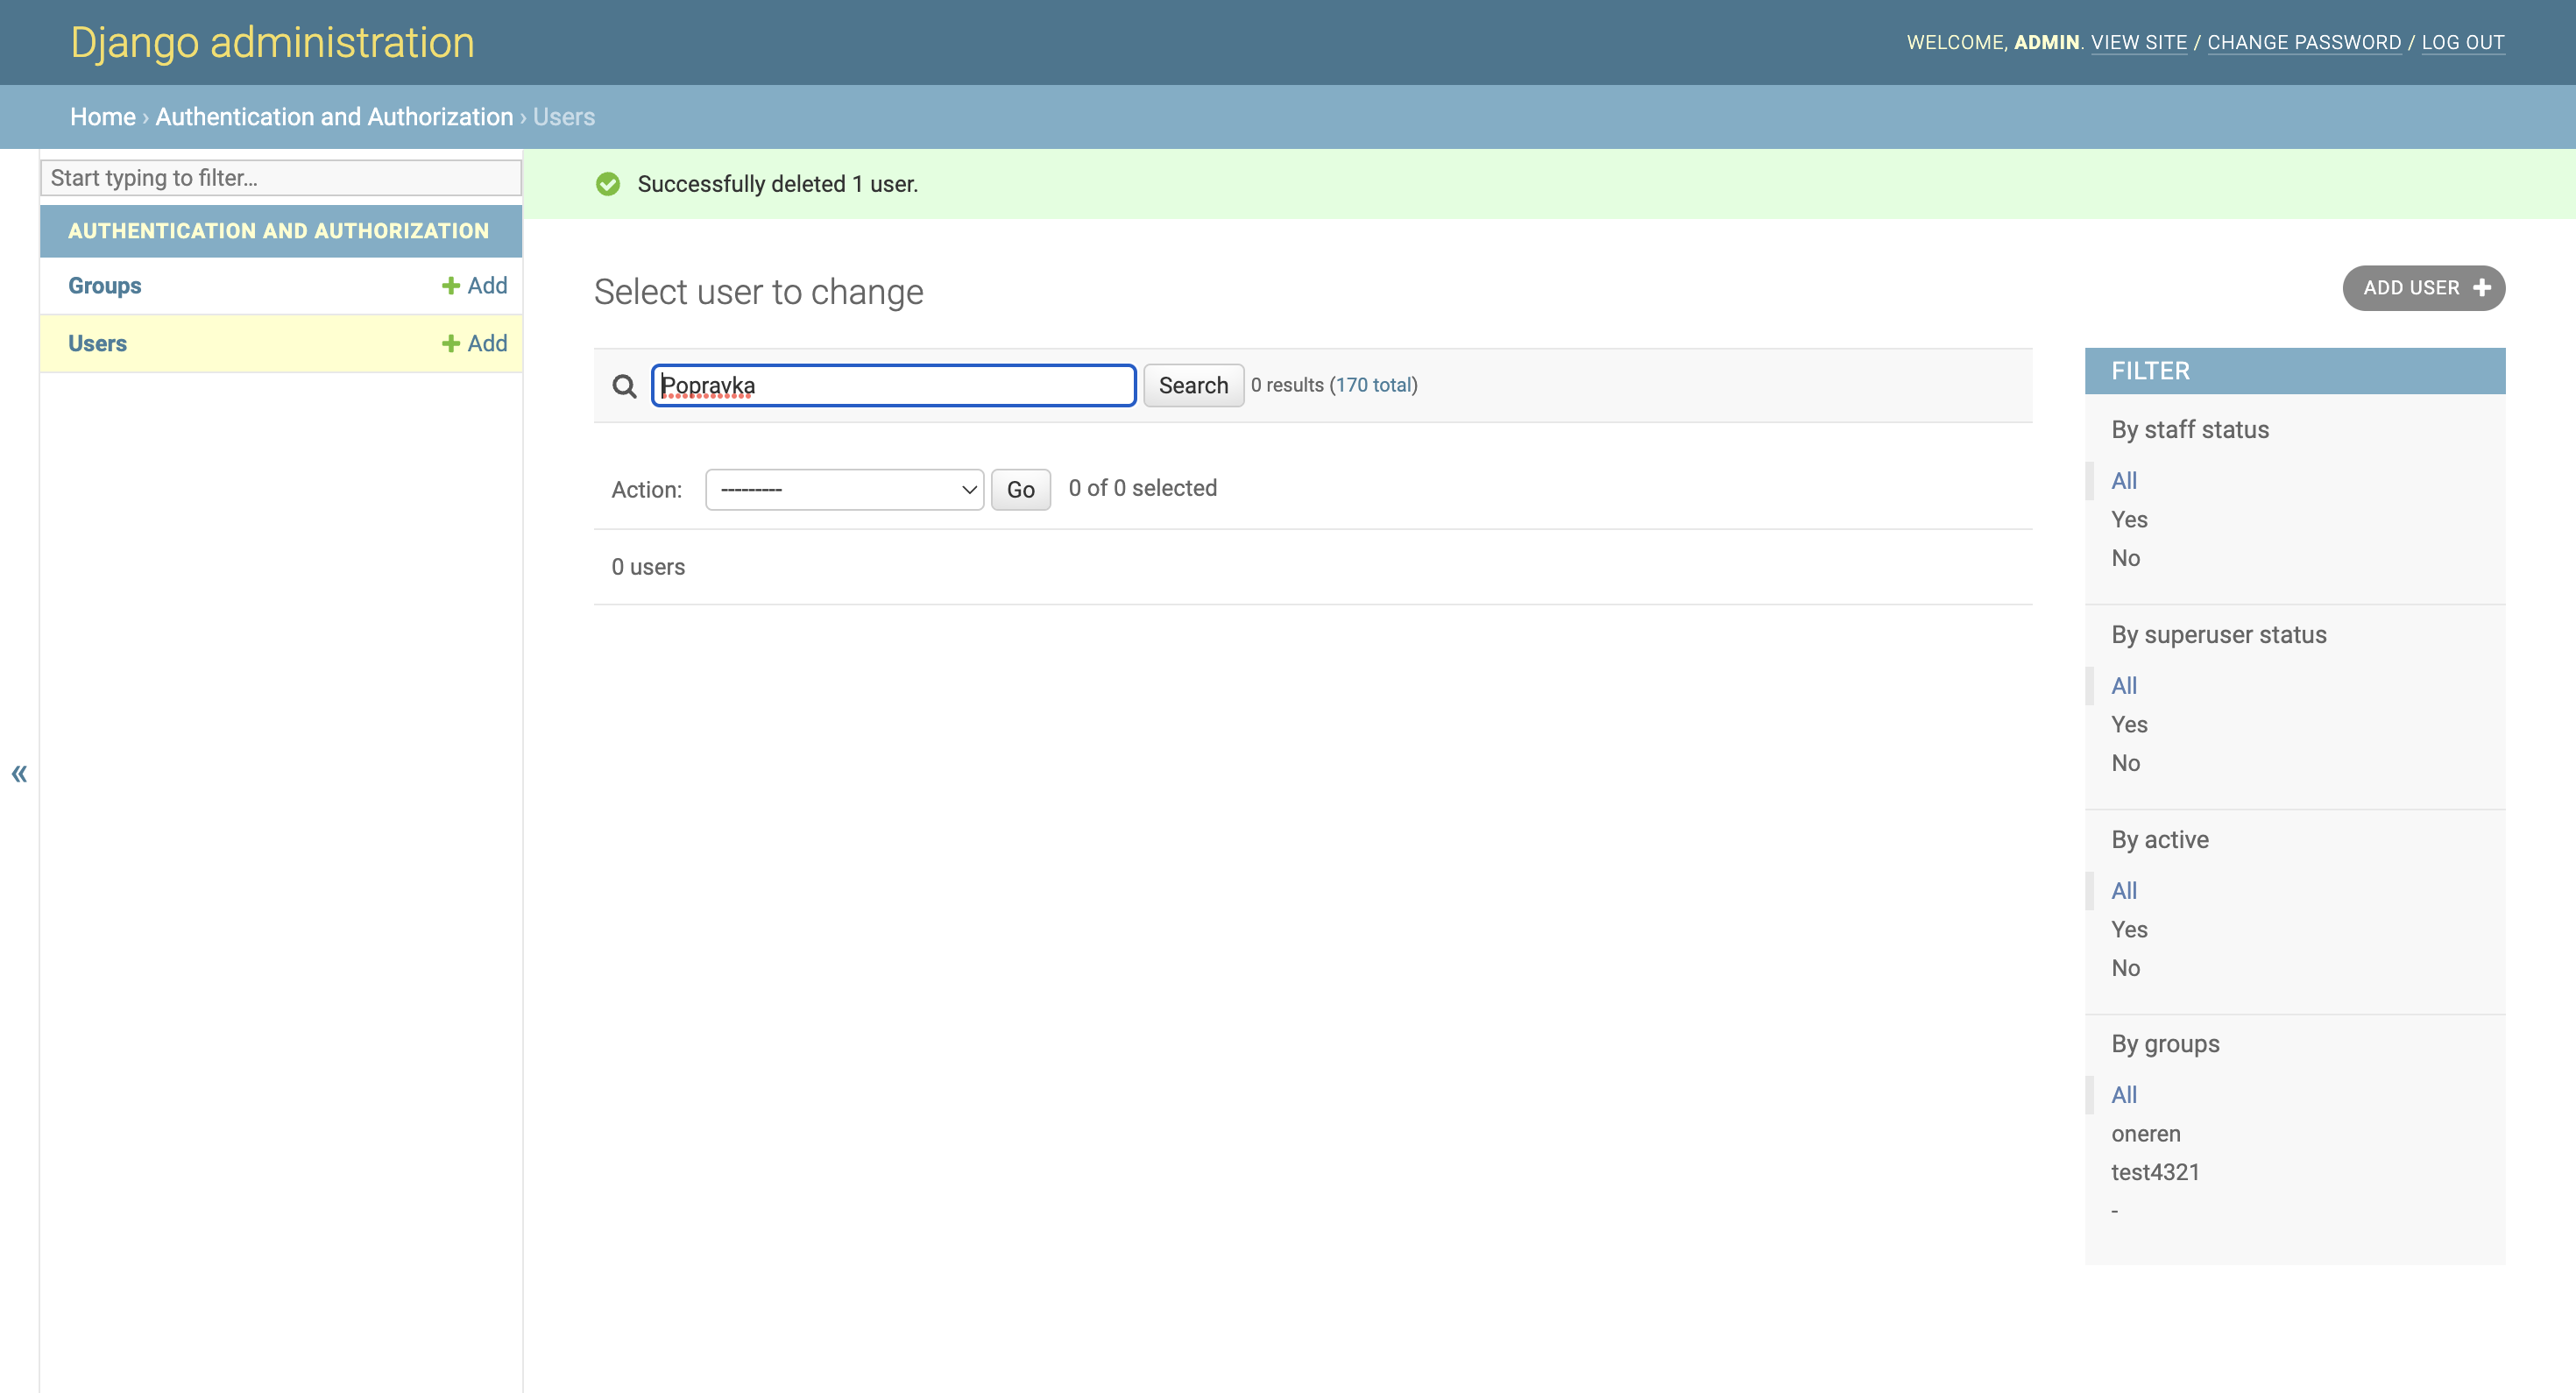 Django administration
WELCOME, ADMIN. VIEW SITE / CHANGE PASSWORD / LOG OUT
Home › Authentication and Authorization › Users
Start typing to filter...
Successfully deleted 1 user.
AUTHENTICATION AND AUTHORIZATION
Groups + Add
Users + Add
Select user to change
ADD USER +
Popravka Search 0 results (170 total)
Action: --------- Go 0 of 0 selected
0 users
FILTER
By staff status
All
Yes
No
By superuser status
All
Yes
No
By active
All
Yes
No
By groups
All
oneren
test4321
-
«